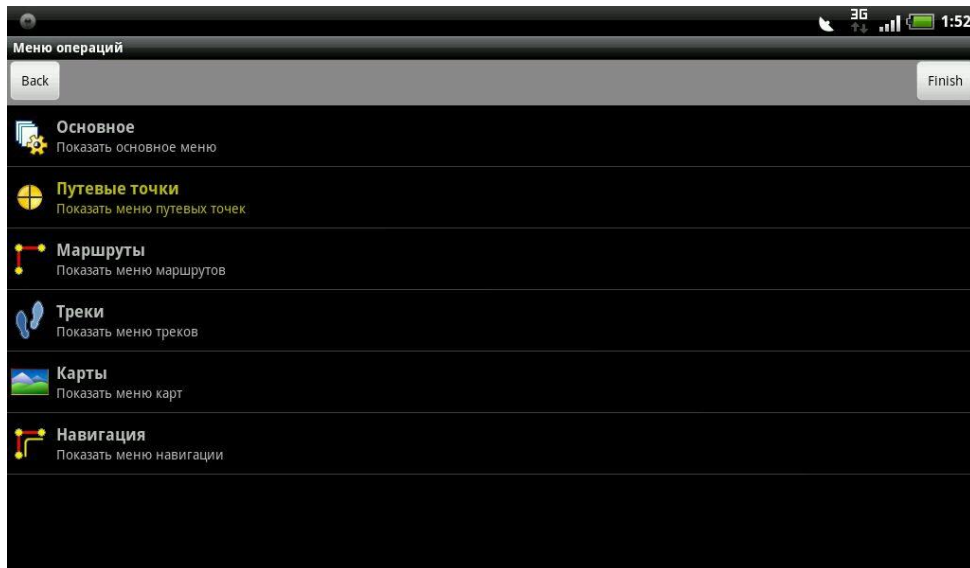 3G
1:52
Меню операций
Back
Finish
Основное
Показать основное меню
Путевые точки
Показать меню путевых точек
Маршруты
Показать меню маршрутов
Треки
Показать меню треков
Карты
Показать меню карт
Навигация
Показать меню навигации